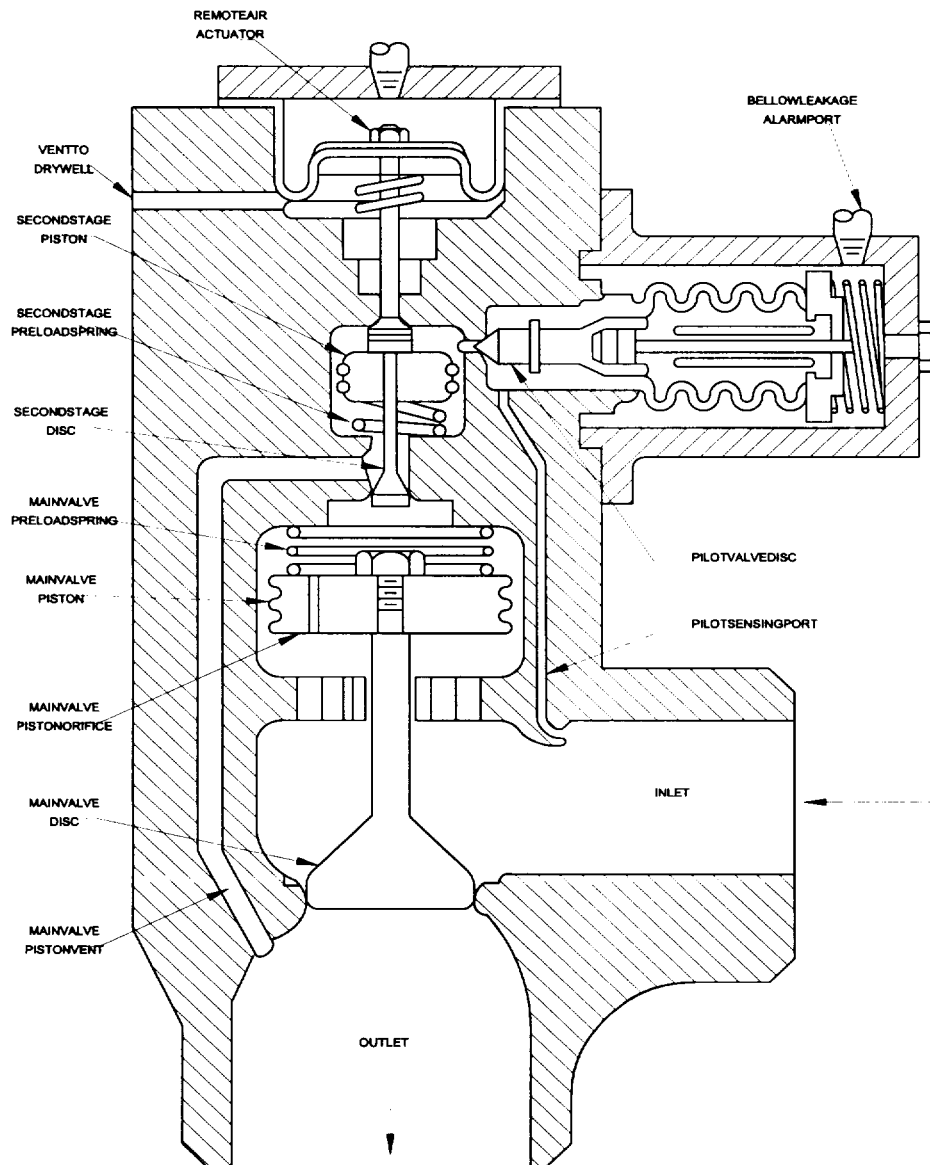 REMOTEAIR
ACTUATOR
BELLOWLEAKAGE
ALARMPORT
VENTTO
DRYWELL
SECONDSTAGE
PISTON
SECONDSTAGE
PRELOADSPRING
SECONDSTAGE
DISC
MAINVALVE
PRELOADSPRING
PILOTVALVEDISC
MAINVALVE
PISTON
PILOTSENSINGPORT
MAINVALVE
PISTONORIFICE
INLET
MAINVALVE
DISC
MAINVALVE
PISTONVENT
OUTLET